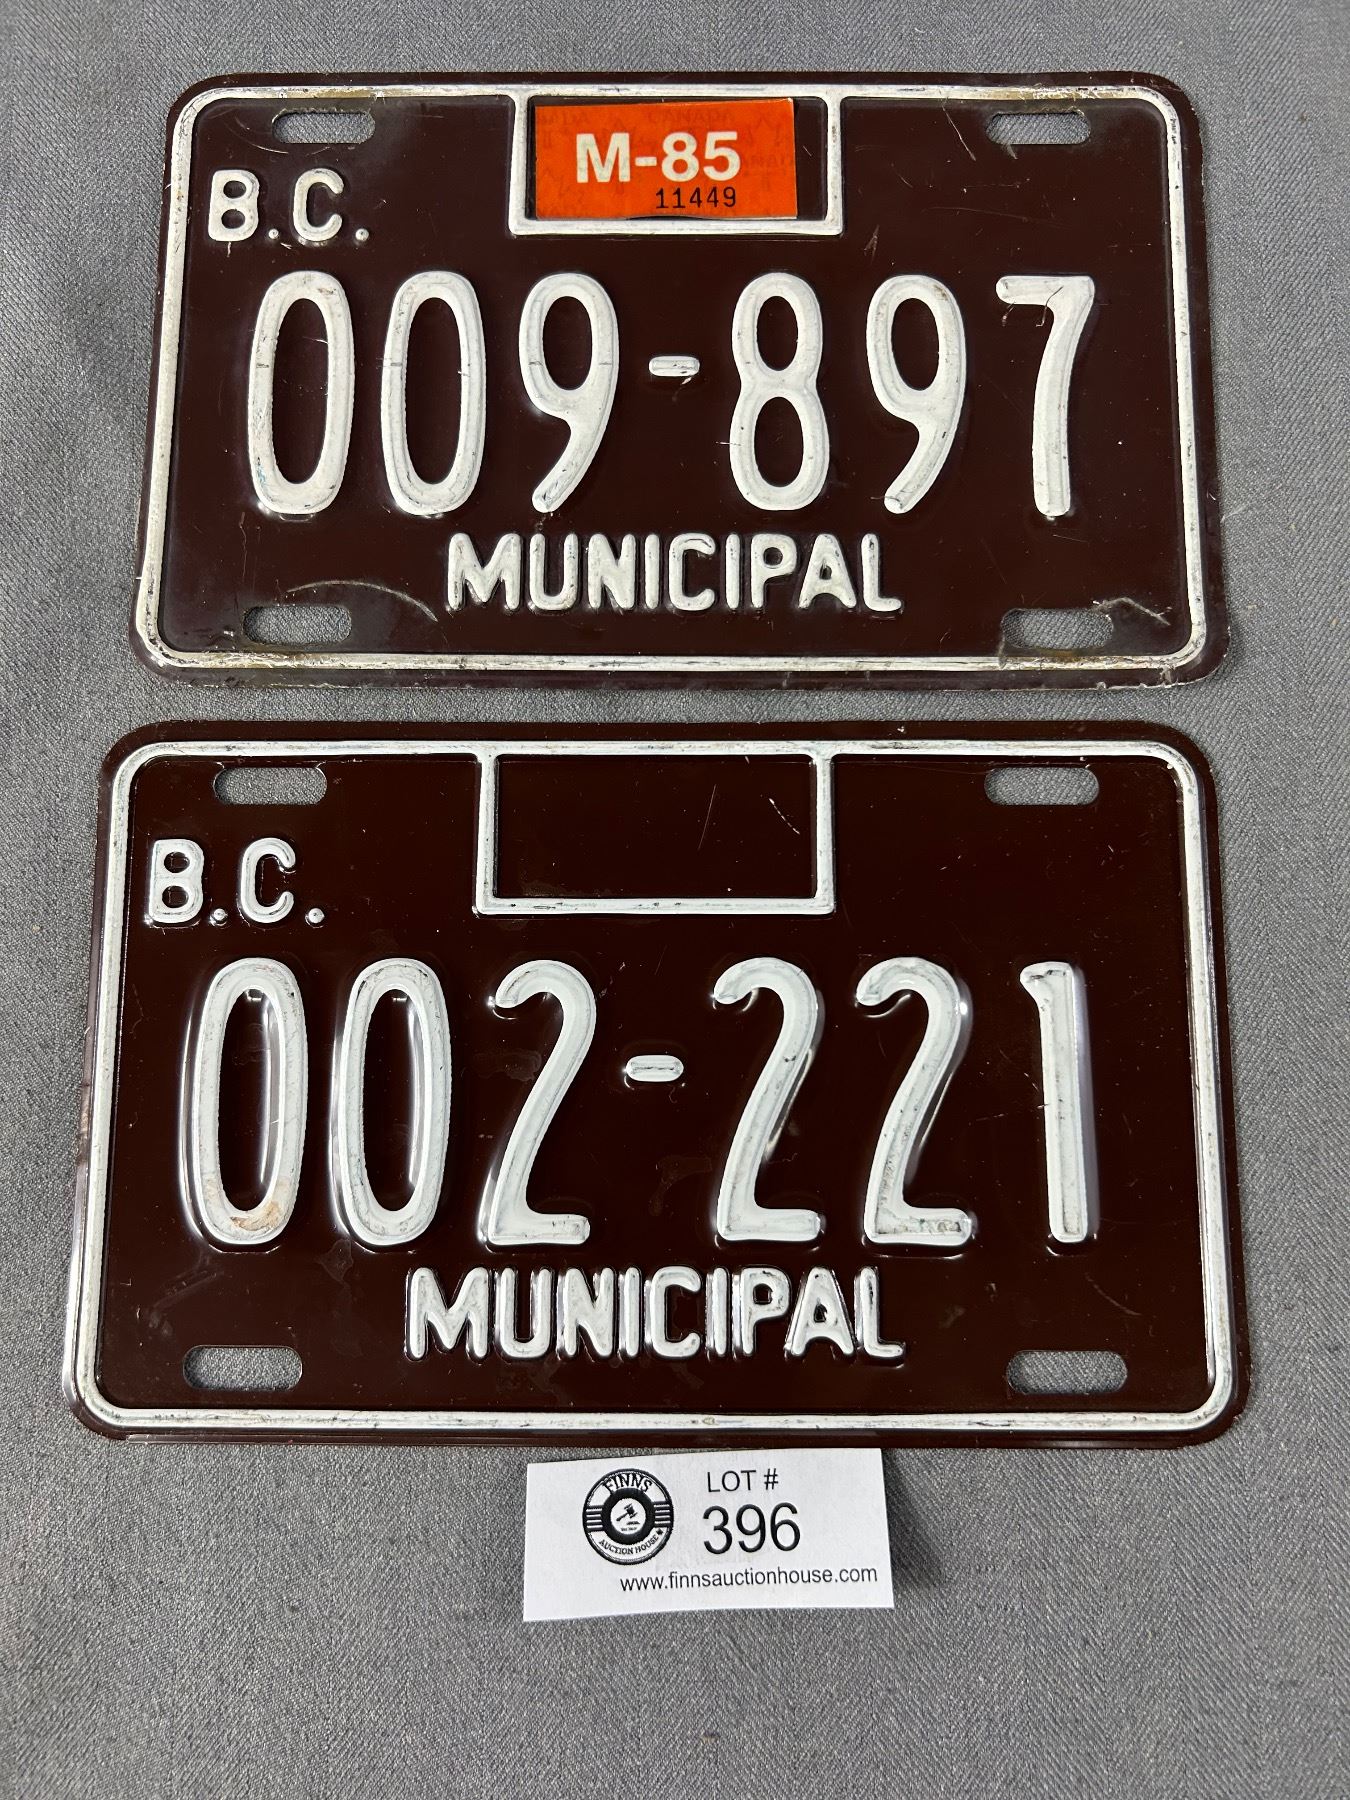 M-85
11449
B.C.
009-897
MUNICIPAL
B.C.
002-221
MUNICIPAL
FINNS
AUCTION HOUSE
LOT #
396
www.finnsauctionhouse.com